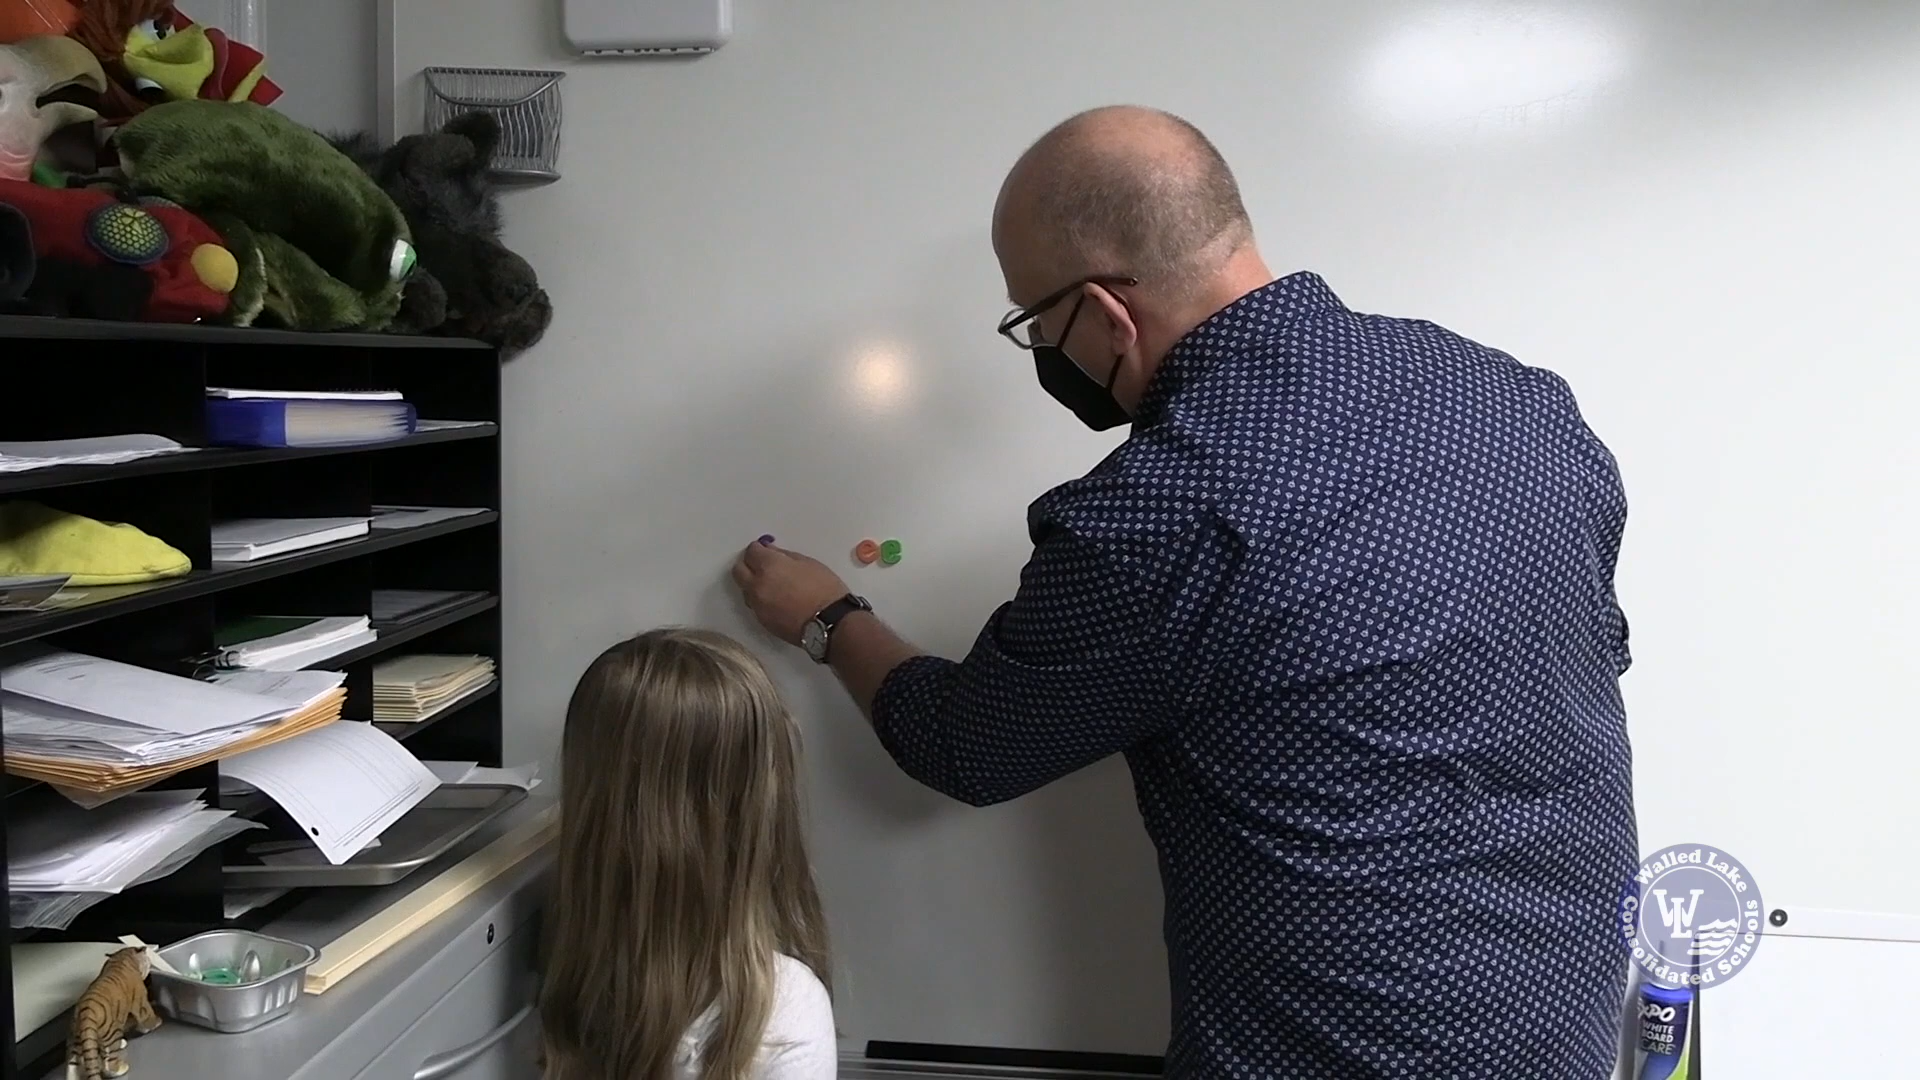 ee
Walled Lake
WL
Consolidated Schools
EXPO
WHITE
BOARD
CARE